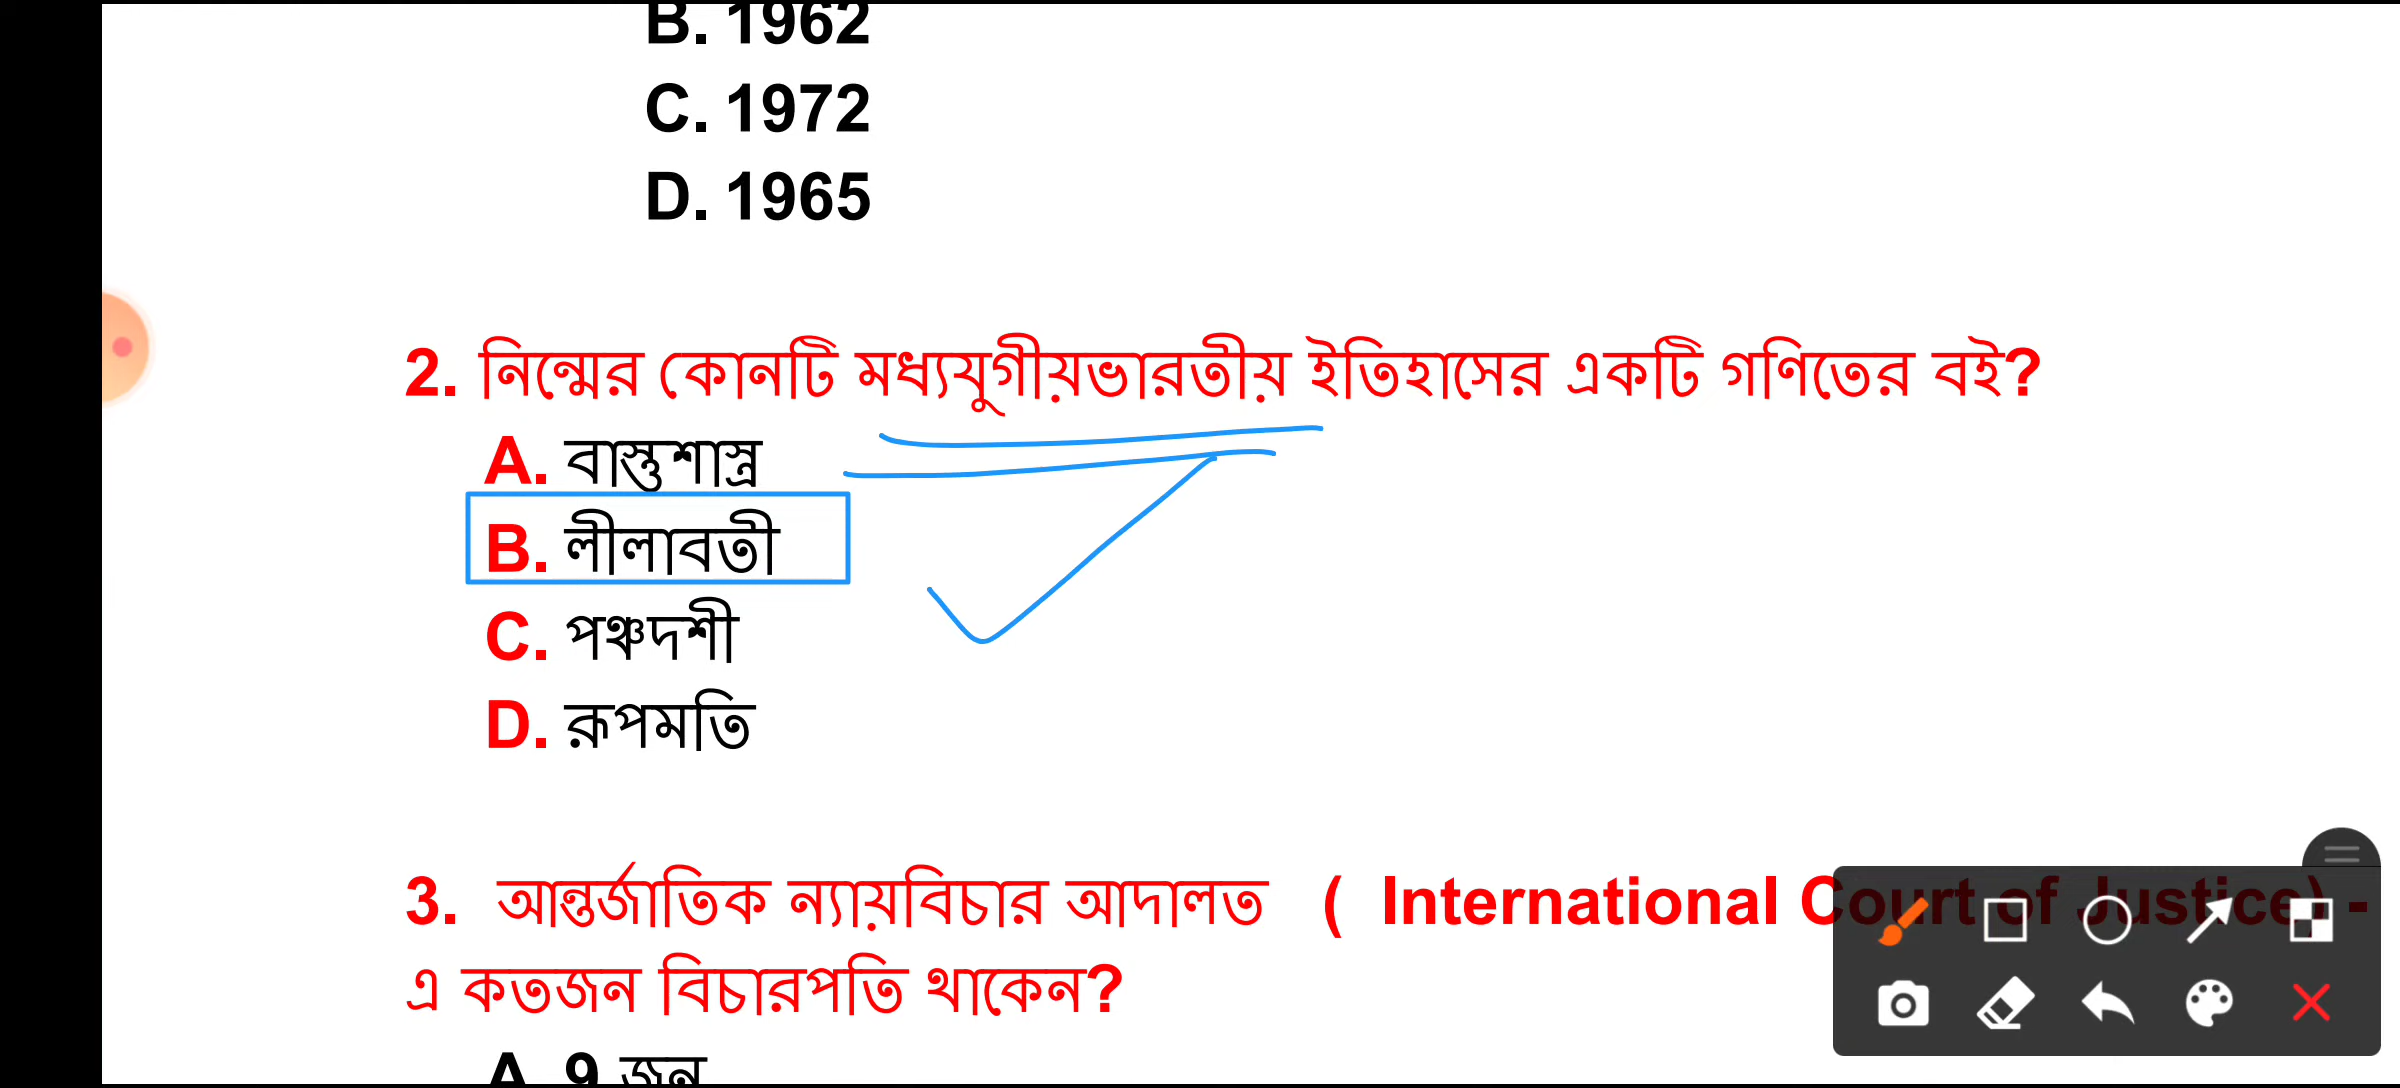 B. 1962
C. 1972
D. 1965
2. নিম্মের কোনটি মধ্যযুগীয়ভারতীয় ইতিহাসের একটি গণিতের বই?
A. বাস্তুশাস্ত্র
B. লীলাবতী
C. পঞ্চদশী
D. রূপমতি
3. আন্তর্জাতিক ন্যায়বিচার আদালত ( International Court of Justice) -
এ কতজন বিচারপতি থাকেন?
A 9 জন